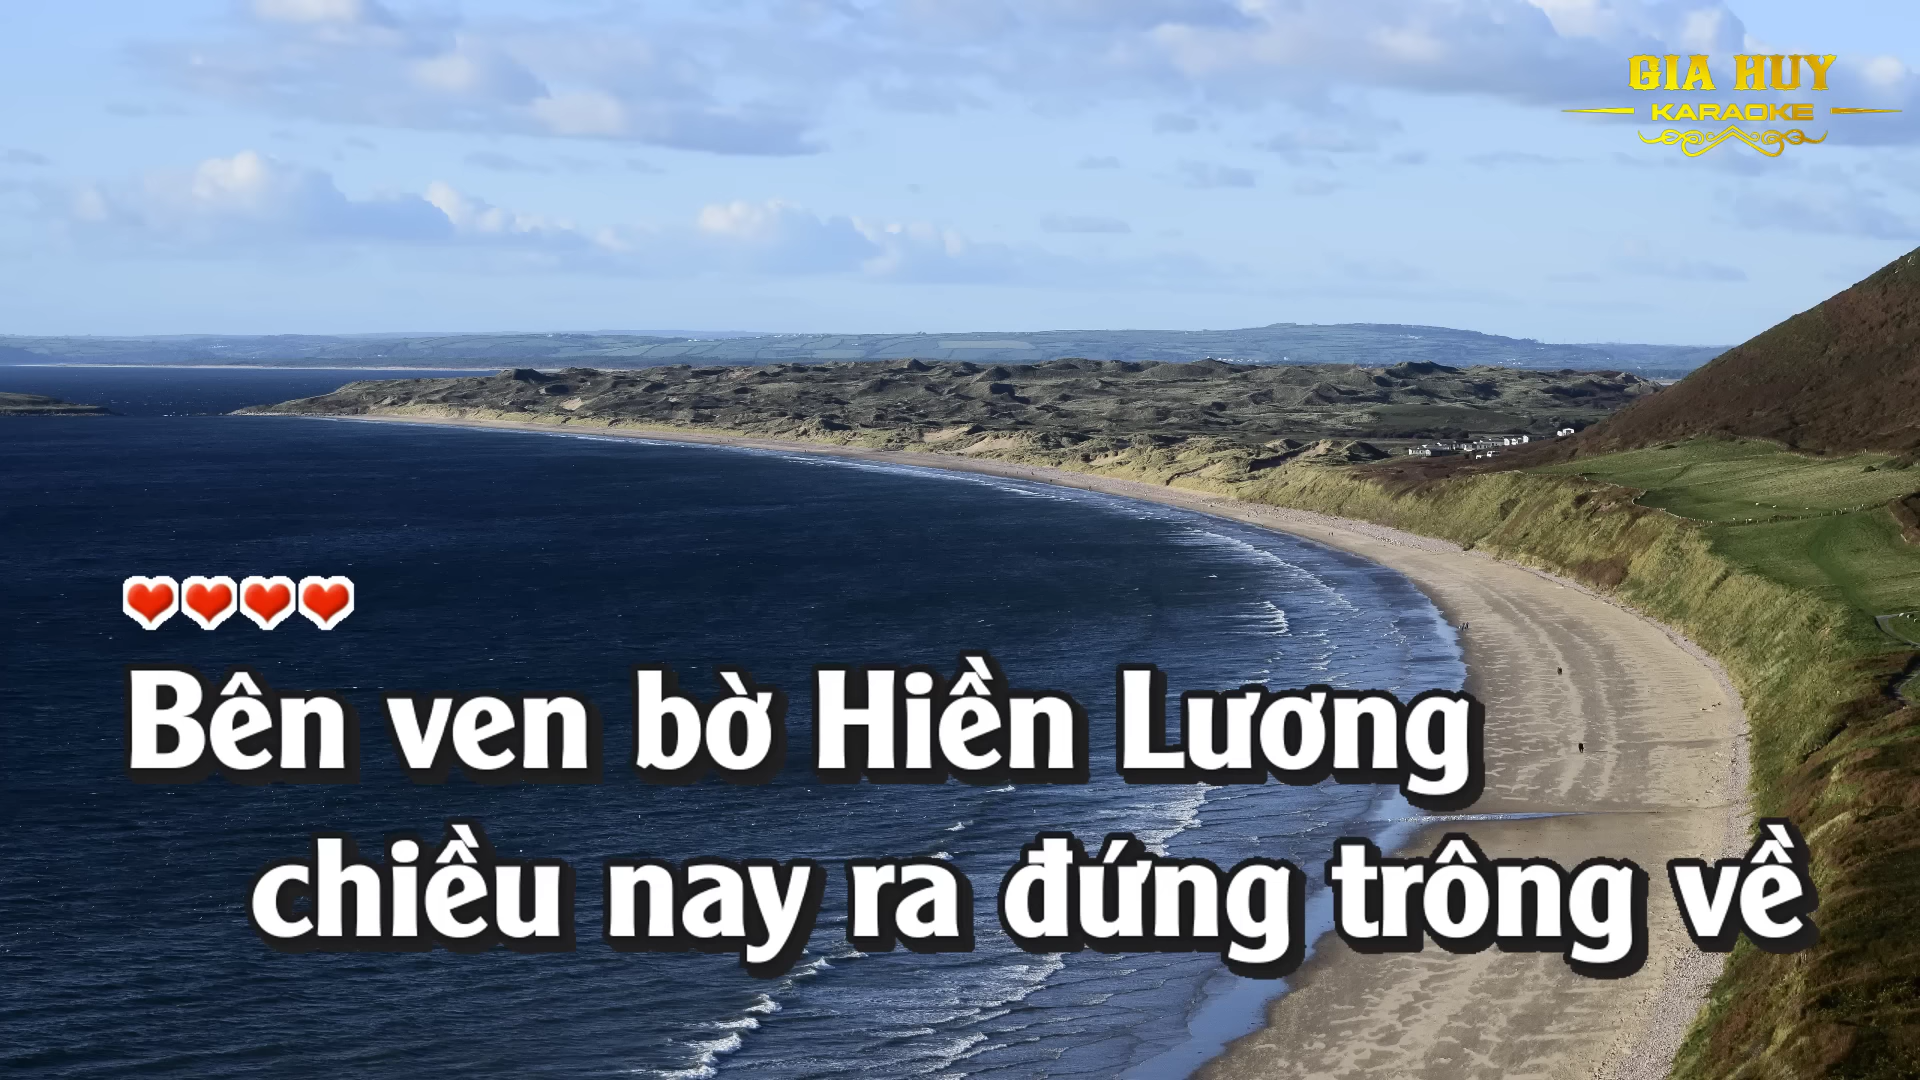 GIA HUY
KARAOKE
Bên ven bờ Hiền Lương
chiều nay ra đứng trông về